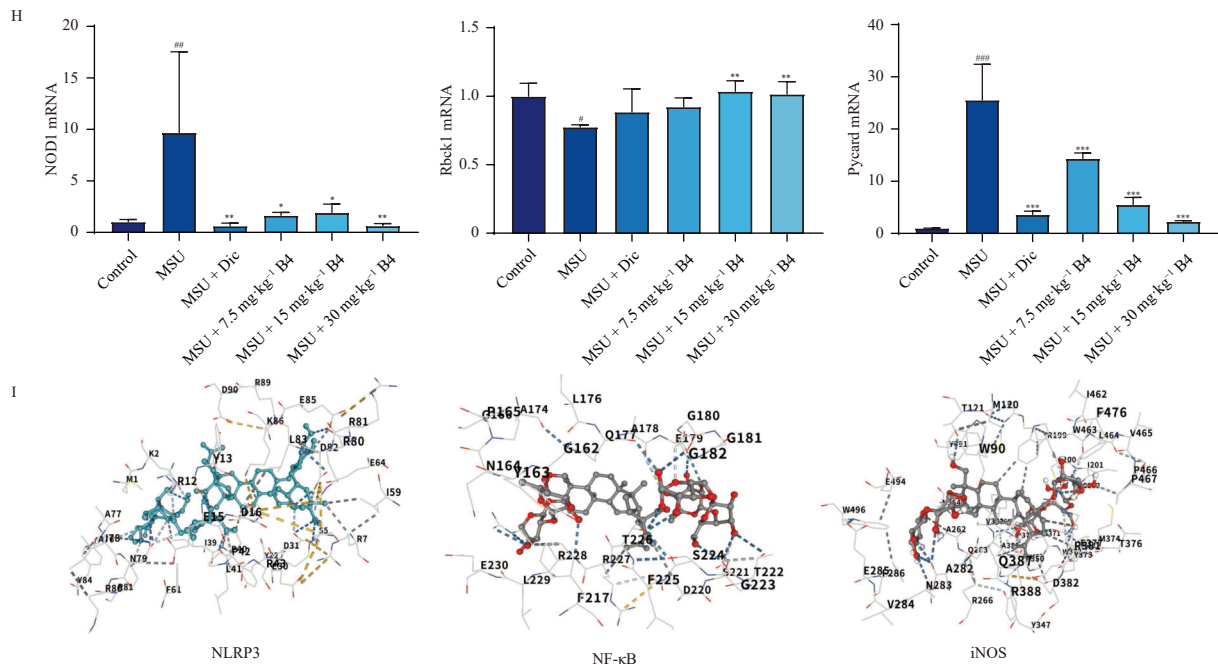 H
NOD1 mRNA
20
15
10
5
0
##
**
*
*
**
Control
MSU
MSU + Dic
MSU + 7.5 mg·kg⁻¹ B4
MSU + 15 mg·kg⁻¹ B4
MSU + 30 mg·kg⁻¹ B4
Rbck1 mRNA
1.5
1.0
0.5
0
#
**
**
Control
MSU
MSU + Dic
MSU + 7.5 mg·kg⁻¹ B4
MSU + 15 mg·kg⁻¹ B4
MSU + 30 mg·kg⁻¹ B4
Pycard mRNA
40
30
20
10
0
###
***
***
***
***
Control
MSU
MSU + Dic
MSU + 7.5 mg·kg⁻¹ B4
MSU + 15 mg·kg⁻¹ B4
MSU + 30 mg·kg⁻¹ B4
I
D90
R89
E85
K86
R81
L83
R80
D82
Y13
K2
E64
M1
R12
I59
E15
D16
A77
I39
D31
R7
N79
L41
Y84
F61
NLRP3
L176
P165
A174
G180
Q177
A178
E179
G181
G162
G182
N164
Y163
T226
R228
R227
S224
E230
S221
T222
L229
F225
G223
F217
D220
NF-κB
I462
T121
M120
F476
W90
W463
L464
V465
I201
P466
P467
E494
W496
A262
M374
T376
Q387
E285
A282
D382
N283
R388
V284
R266
Y347
iNOS